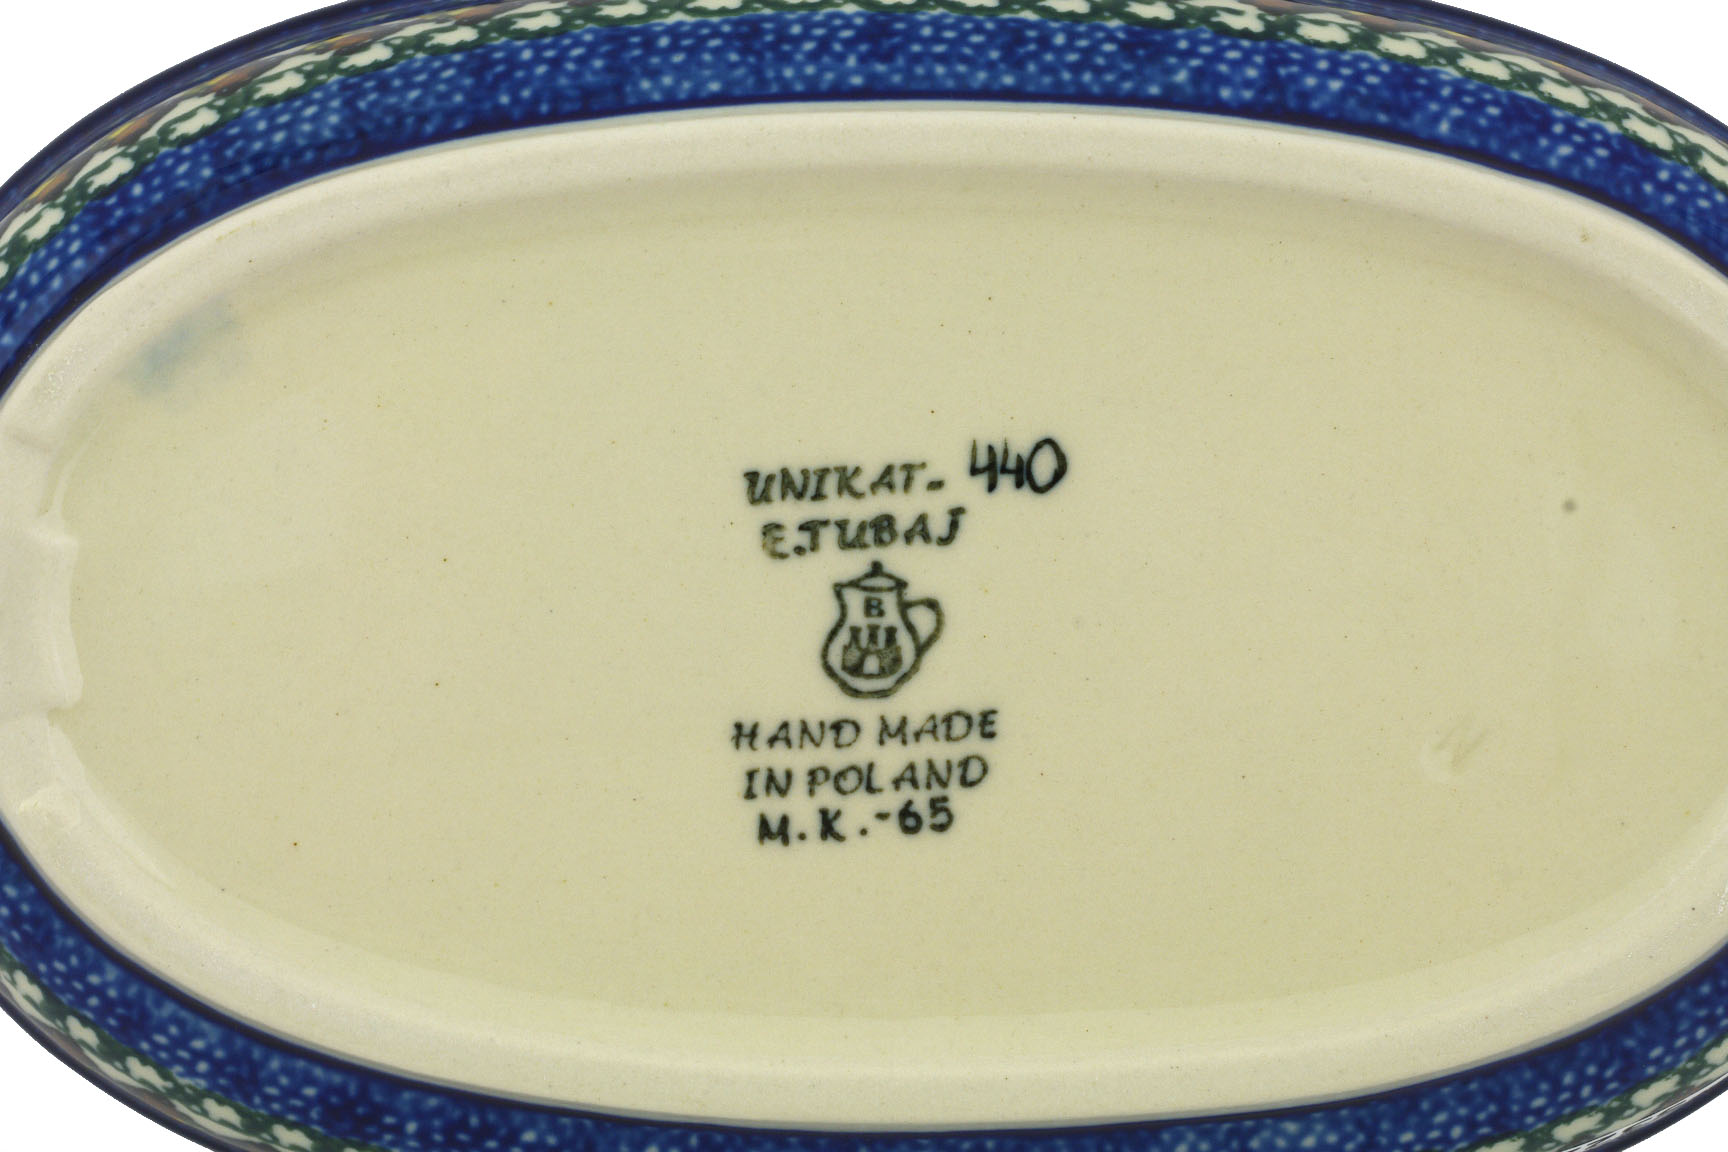 UNIKAT- 440
E.TUBAJ
B
HAND MADE
IN POLAND
M.K.-65